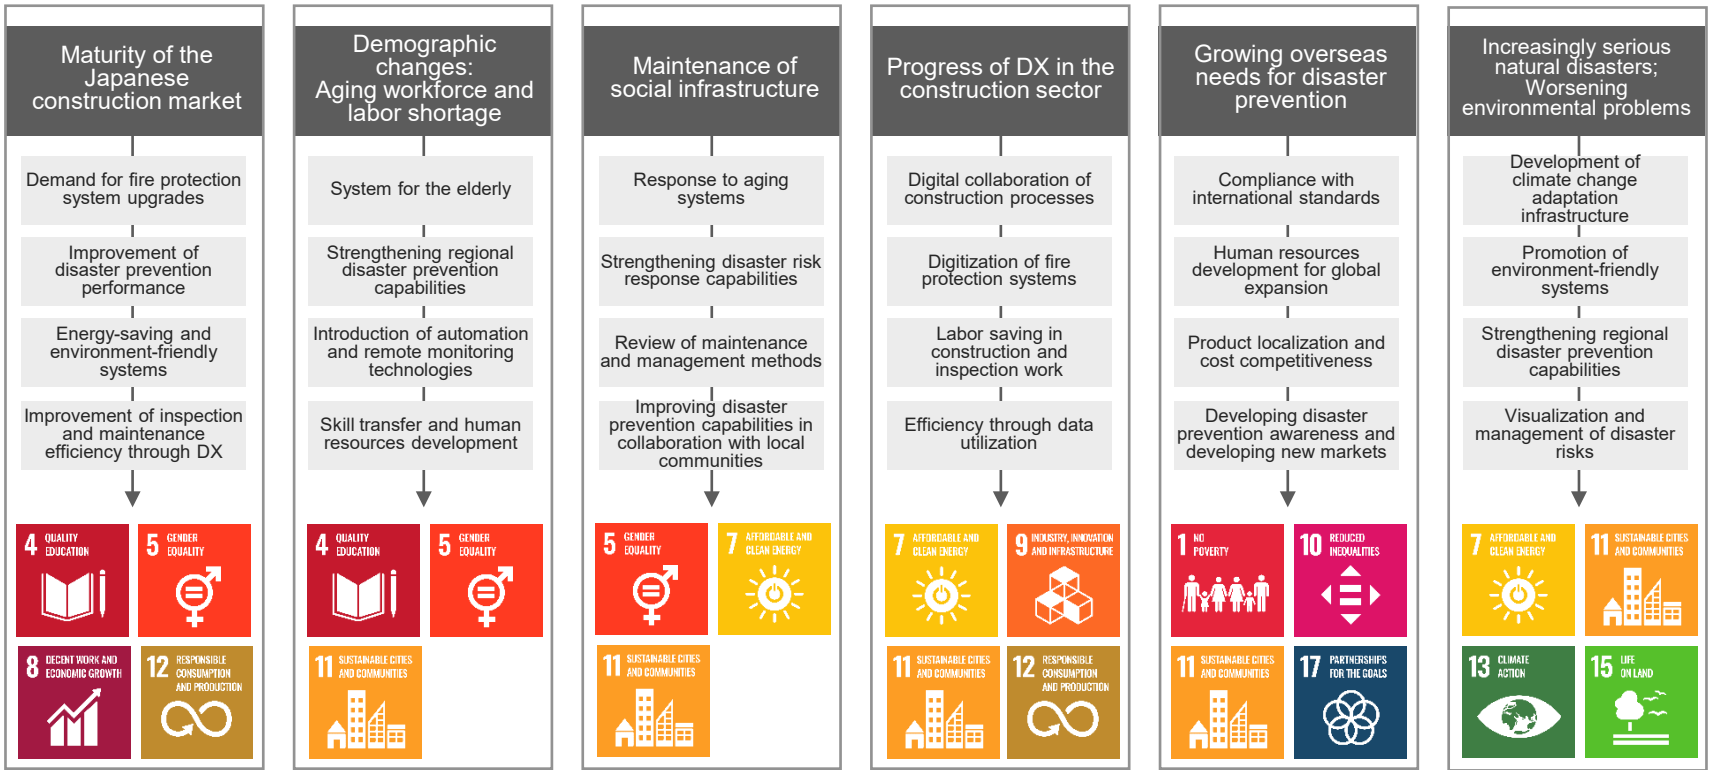 Maturity of the
Japanese
construction market
Demand for fire protection
system upgrades
Improvement of
disaster prevention
performance
Energy-saving and
environment-friendly
systems
Improvement of inspection
and maintenance
efficiency through DX
4 QUALITY
EDUCATION
5 GENDER
EQUALITY
8 DECENT WORK AND
ECONOMIC GROWTH
12 RESPONSIBLE
CONSUMPTION
AND PRODUCTION
Demographic
changes:
Aging workforce and
labor shortage
System for the elderly
Strengthening regional
disaster prevention
capabilities
Introduction of automation
and remote monitoring
technologies
Skill transfer and human
resources development
4 QUALITY
EDUCATION
5 GENDER
EQUALITY
11 SUSTAINABLE CITIES
AND COMMUNITIES
Maintenance of
social infrastructure
Response to aging
systems
Strengthening disaster risk
response capabilities
Review of maintenance
and management methods
Improving disaster
prevention capabilities in
collaboration with local
communities
5 GENDER
EQUALITY
7 AFFORDABLE AND
CLEAN ENERGY
11 SUSTAINABLE CITIES
AND COMMUNITIES
Progress of DX in the
construction sector
Digital collaboration of
construction processes
Digitization of fire
protection systems
Labor saving in
construction and
inspection work
Efficiency through data
utilization
7 AFFORDABLE AND
CLEAN ENERGY
9 INDUSTRY, INNOVATION
AND INFRASTRUCTURE
11 SUSTAINABLE CITIES
AND COMMUNITIES
12 RESPONSIBLE
CONSUMPTION
AND PRODUCTION
Growing overseas
needs for disaster
prevention
Compliance with
international standards
Human resources
development for global
expansion
Product localization and
cost competitiveness
Developing disaster
prevention awareness and
developing new markets
1 NO
POVERTY
10 REDUCED
INEQUALITIES
11 SUSTAINABLE CITIES
AND COMMUNITIES
17 PARTNERSHIPS
FOR THE GOALS
Increasingly serious
natural disasters;
Worsening
environmental problems
Development of
climate change
adaptation
infrastructure
Promotion of
environment-friendly
systems
Strengthening regional
disaster prevention
capabilities
Visualization and
management of disaster
risks
7 AFFORDABLE AND
CLEAN ENERGY
11 SUSTAINABLE CITIES
AND COMMUNITIES
13 CLIMATE
ACTION
15 LIFE
ON LAND